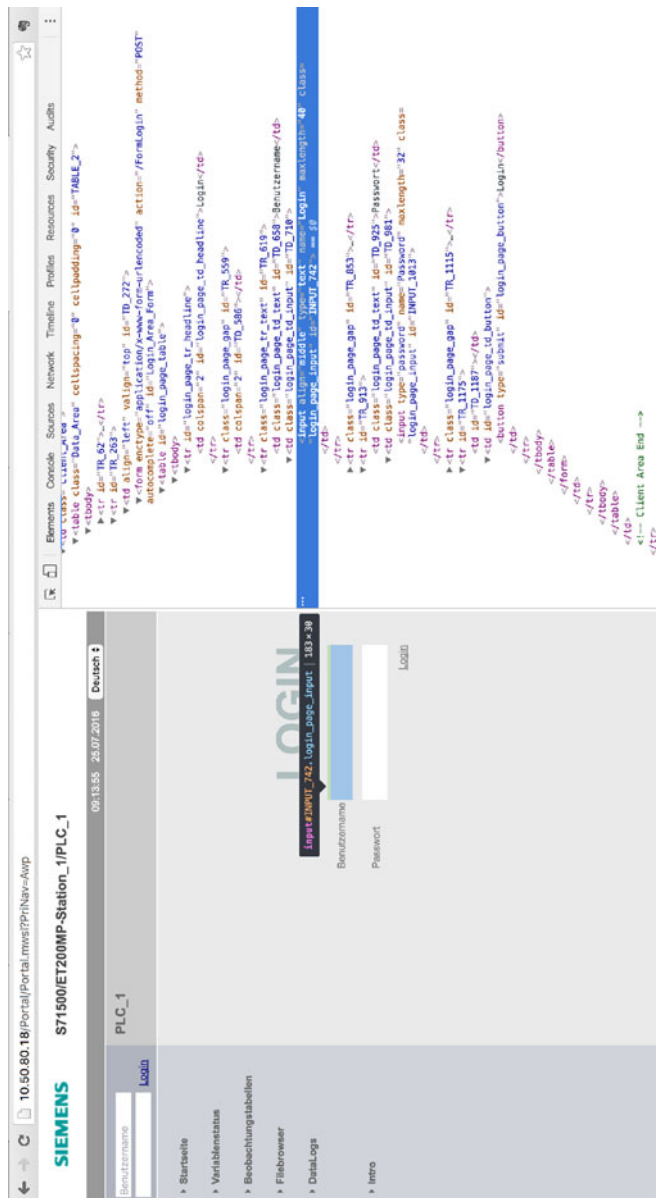 10.50.80.18/Portal/Portal.mwsl?PriNav=Awp
SIEMENS
S71500/ET200MP-Station_1/PLC_1
09:13:55 25.07.2016 Deutsch
Benutzername
Login
PLC_1
Startseite
Variablenstatus
Beobachtungstabellen
Filebrowser
DataLogs
Intro
LOGIN
input#INPUT_742.login_page_input | 183×30
Benutzername
Passwort
Login
Elements Console Sources Network Timeline Profiles Resources Security Audits
<td class="Client_Area">
<table class="Data_Area" cellspacing="0" cellpadding="0" id="TABLE_2">
<tbody>
<tr id="TR_62">…</tr>
<tr id="TR_263">
<td align="left" valign="top" id="TD_272">
<form enctype="application/x-www-form-urlencoded" action="/FormLogin" method="POST"
autocomplete="off" id="Login_Area_Form">
<table id="login_page_table">
<tbody>
<tr id="login_page_tr_headline">
<td colspan="2" id="login_page_td_headline">Login</td>
</tr>
<tr class="login_page_gap" id="TR_559">
<td colspan="2" id="TD_586"></td>
</tr>
<tr class="login_page_tr_text" id="TR_619">
<td class="login_page_td_text" id="TD_658">Benutzername</td>
<td class="login_page_td_input" id="TD_710">
… <input align="middle" type="text" name="Login" maxlength="40" class=
"login_page_input" id="INPUT_742"> == $0
</td>
</tr>
<tr class="login_page_gap" id="TR_853">…</tr>
<tr id="TR_913">
<td class="login_page_td_text" id="TD_925">Passwort</td>
<td class="login_page_td_input" id="TD_981">
<input type="password" name="Password" maxlength="32" class=
"login_page_input" id="INPUT_1013">
</td>
</tr>
<tr class="login_page_gap" id="TR_1115">…</tr>
<tr id="TR_1175">
<td id="TD_1187"></td>
<td id="login_page_td_button">
<button type="submit" id="login_page_button">Login</button>
</td>
</tr>
</tbody>
</table>
</form>
</td>
</tr>
</tbody>
</table>
</td>
<!-- Client Area End -->
</tr>